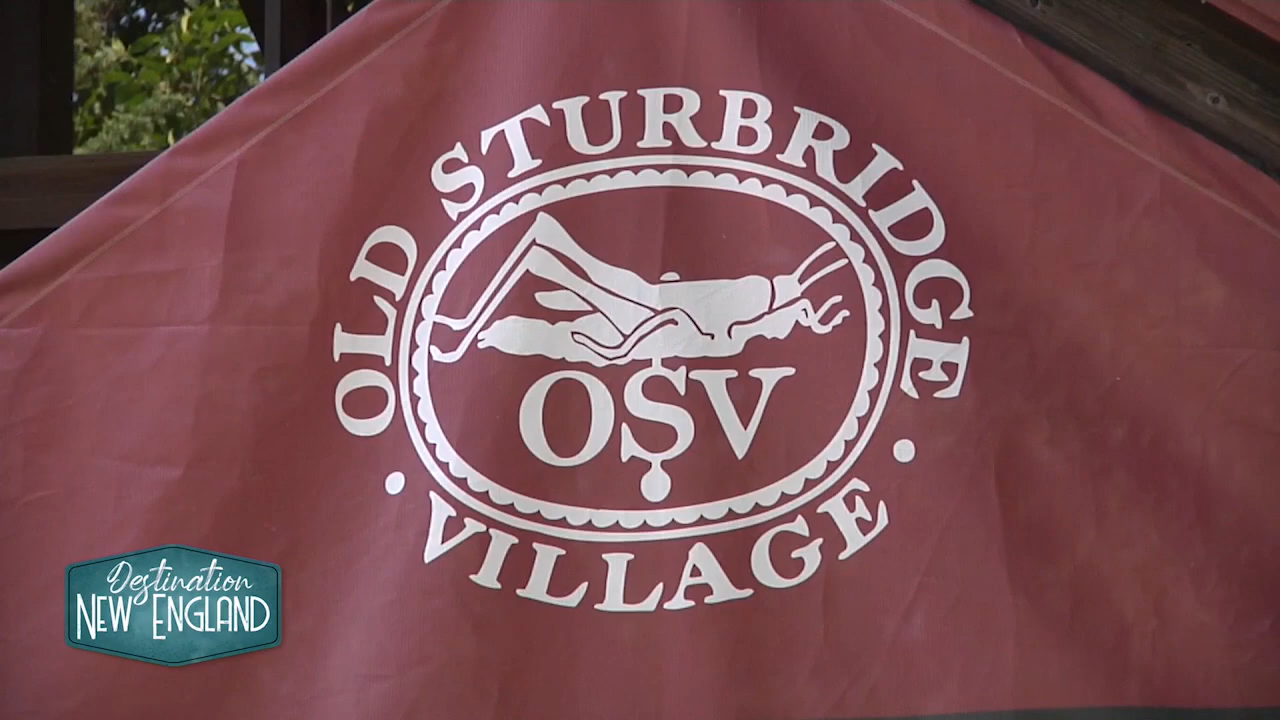 OLD STURBRIDGE
OSV
VILLAGE
Destination
NEW ENGLAND